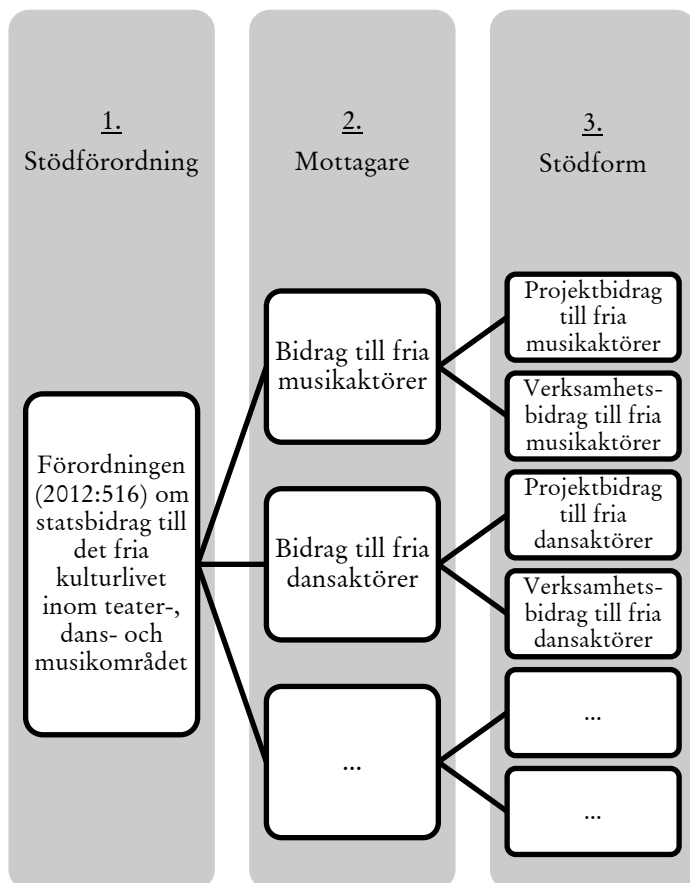 1.
Stödförordning
2.
Mottagare
3.
Stödform
Förordningen
(2012:516) om
statsbidrag till
det fria
kulturlivet
inom teater-,
dans- och
musikområdet
Bidrag till fria
musikaktörer
Bidrag till fria
dansaktörer
...
Projektbidrag
till fria
musikaktörer
Verksamhets-
bidrag till fria
musikaktörer
Projektbidrag
till fria
dansaktörer
Verksamhets-
bidrag till fria
dansaktörer
...
...